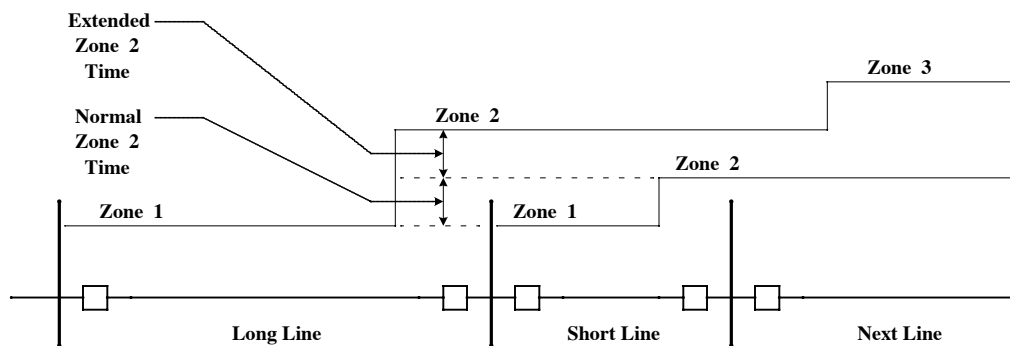 Extended
Zone 2
Time
Zone 3
Normal
Zone 2
Time
Zone 2
Zone 2
Zone 1
Zone 1
Long Line
Short Line
Next Line